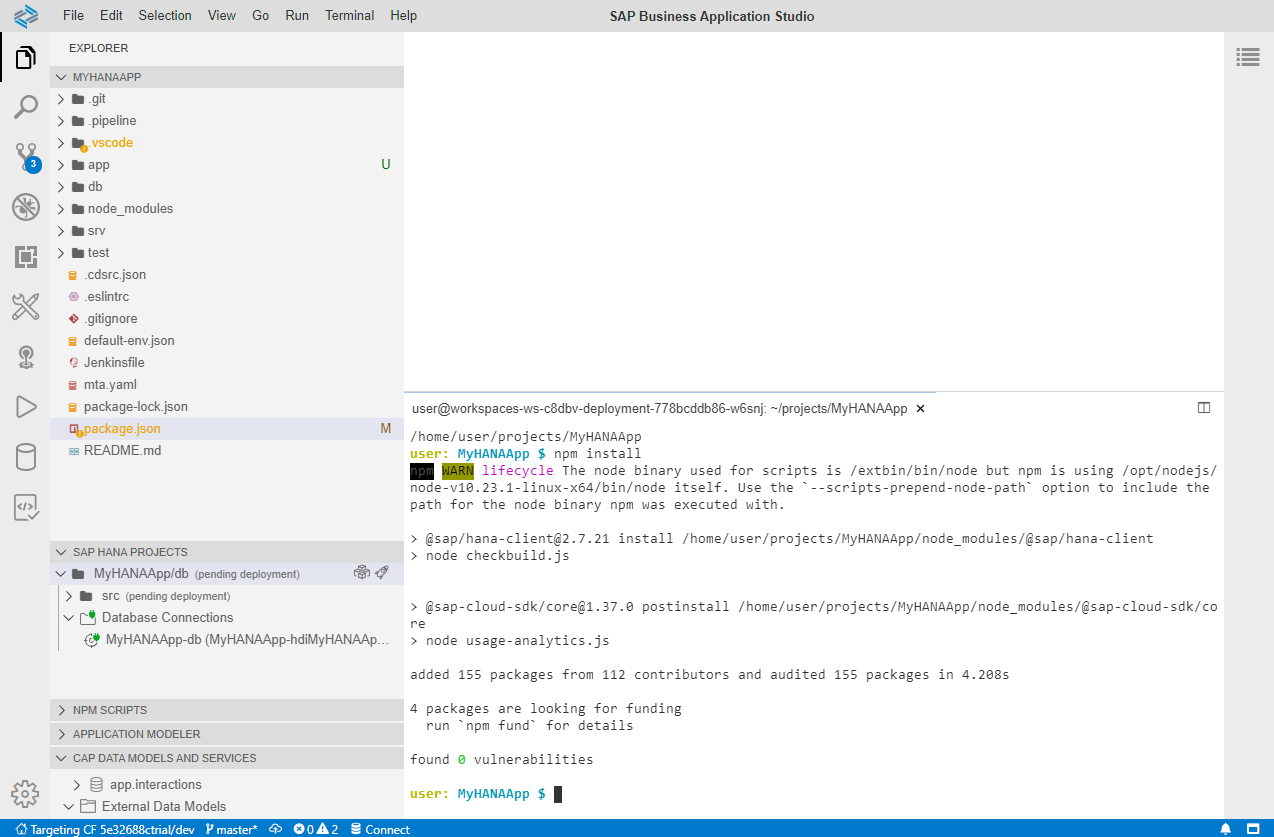 File Edit Selection View Go Run Terminal Help
SAP Business Application Studio
EXPLORER
MYHANAAPP
.git
.pipeline
.vscode
app U
db
node_modules
srv
test
.cdsrc.json
.eslintrc
.gitignore
default-env.json
Jenkinsfile
mta.yaml
package-lock.json
package.json M
README.md
3
SAP HANA PROJECTS
MyHANAApp/db (pending deployment)
src (pending deployment)
Database Connections
MyHANAApp-db (MyHANAApp-hdiMyHANAAp...
NPM SCRIPTS
APPLICATION MODELER
CAP DATA MODELS AND SERVICES
app.interactions
External Data Models
user@workspaces-ws-c8dbv-deployment-778bcddb86-w6snj: ~/projects/MyHANAApp
/home/user/projects/MyHANAApp
user: MyHANAApp $ npm install
npm WARN lifecycle The node binary used for scripts is /extbin/bin/node but npm is using /opt/nodejs/
node-v10.23.1-linux-x64/bin/node itself. Use the `--scripts-prepend-node-path` option to include the
path for the node binary npm was executed with.
> @sap/hana-client@2.7.21 install /home/user/projects/MyHANAApp/node_modules/@sap/hana-client
> node checkbuild.js
> @sap-cloud-sdk/core@1.37.0 postinstall /home/user/projects/MyHANAApp/node_modules/@sap-cloud-sdk/co
re
> node usage-analytics.js
added 155 packages from 112 contributors and audited 155 packages in 4.208s
4 packages are looking for funding
run `npm fund` for details
found 0 vulnerabilities
user: MyHANAApp $
Targeting CF 5e32688ctrial/dev master* 0 2 Connect